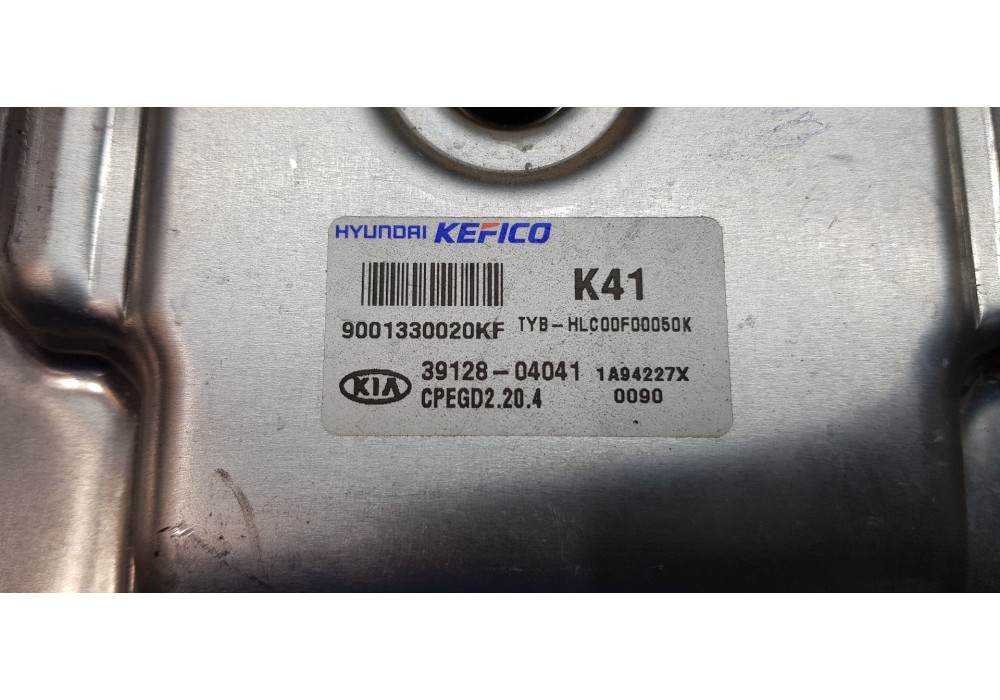 HYUNDAI KEFICO
K41
9001330020KF TYB-HLC00F00050K
KIA 39128-04041 1A94227X
CPEGD2.20.4 0090